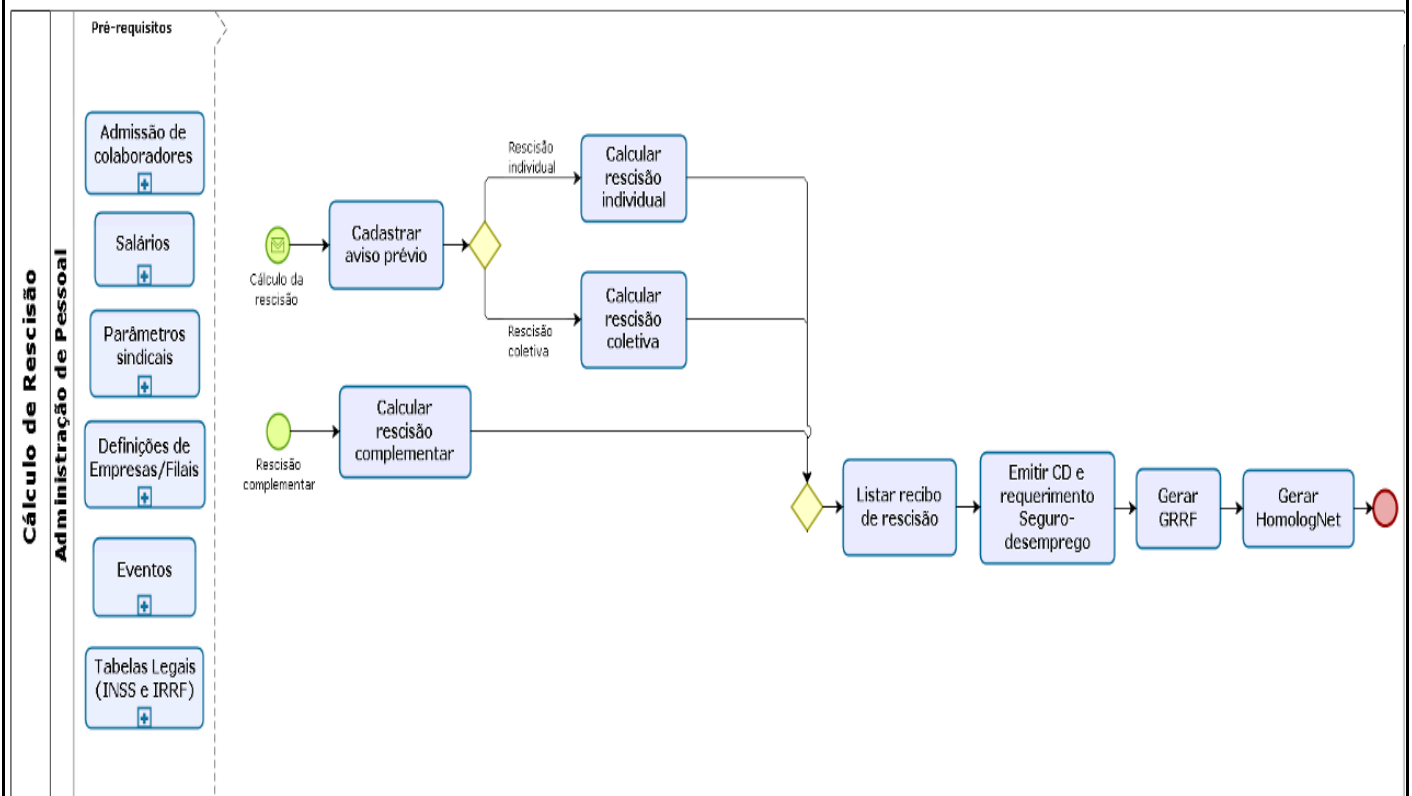 Cálculo de Rescisão
Administração de Pessoal
Pré-requisitos
Admissão de
colaboradores
Salários
Parâmetros
sindicais
Definições de
Empresas/Filais
Eventos
Tabelas Legais
(INSS e IRRF)
Cálculo da
rescisão
Cadastrar
aviso prévio
Rescisão
individual
Calcular
rescisão
individual
Rescisão
coletiva
Calcular
rescisão
coletiva
Rescisão
complementar
Calcular
rescisão
complementar
Listar recibo
de rescisão
Emitir CD e
requerimento
Seguro-
desemprego
Gerar
GRRF
Gerar
HomologNet